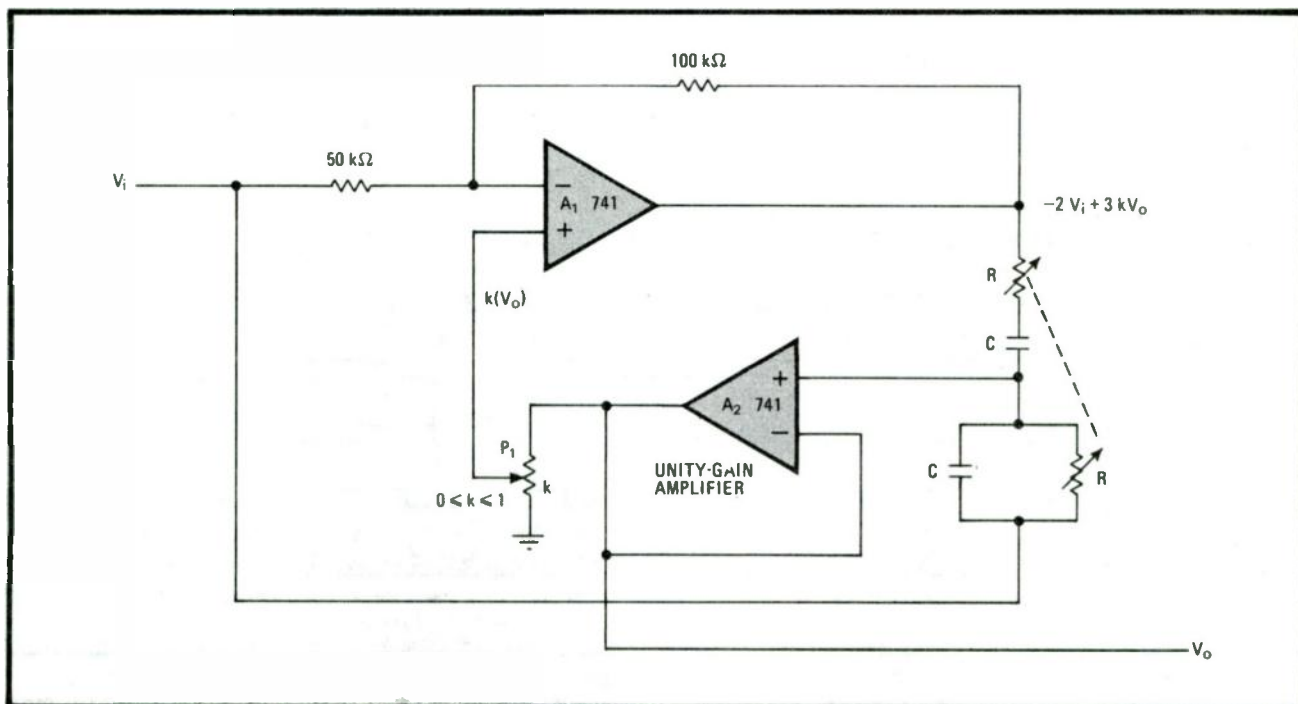 100 kΩ
50 kΩ
Vi
−
A1 741
+
−2 Vi + 3 kVo
R
k(Vo)
C
+
A2 741
−
P1
k
0 ≤ k ≤ 1
UNITY-GAIN
AMPLIFIER
C
R
Vo